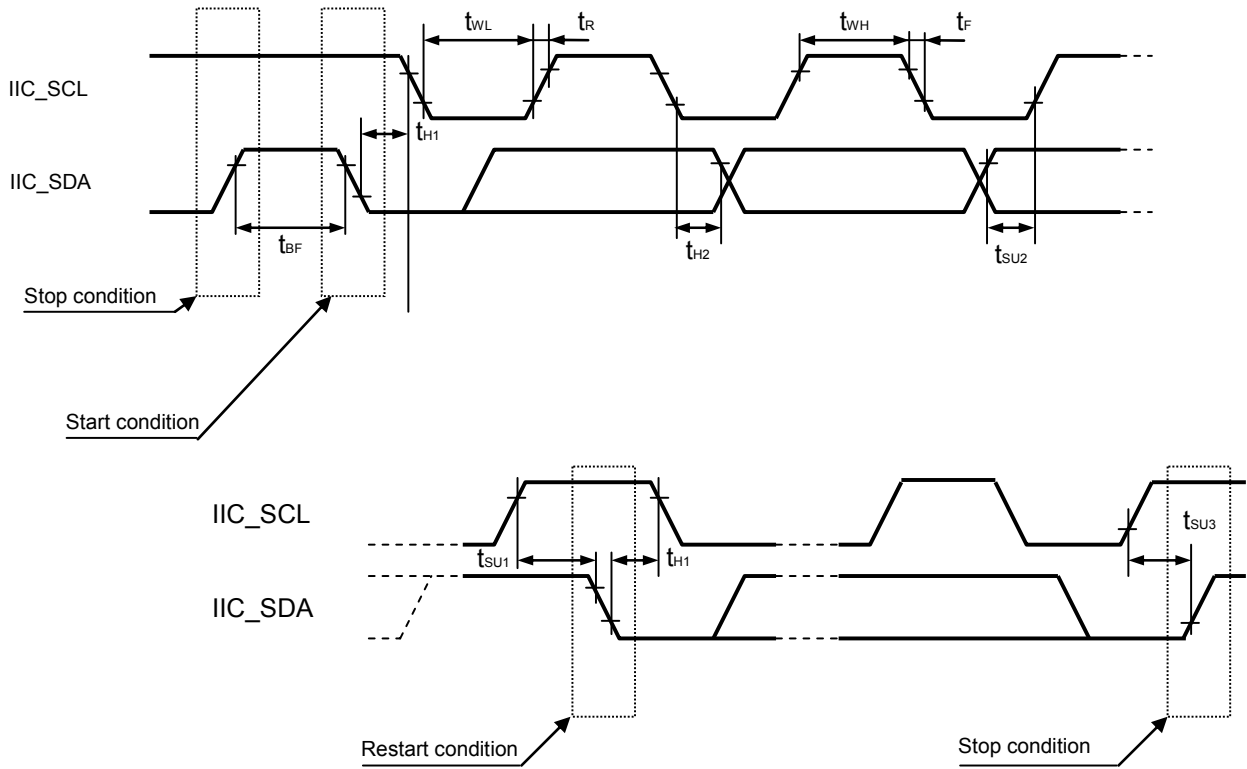 tWL
tR
tWH
tF
IIC_SCL
tH1
IIC_SDA
tBF
tH2
tSU2
Stop condition
Start condition
IIC_SCL
tSU1
tH1
tSU3
IIC_SDA
Restart condition
Stop condition